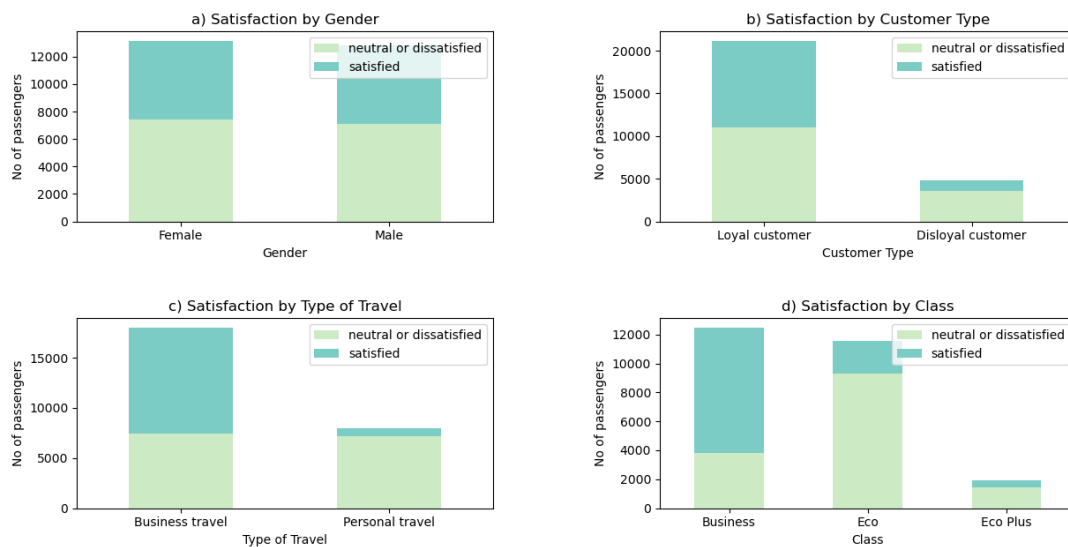 a) Satisfaction by Gender
No of passengers
12000
10000
8000
6000
4000
2000
0
neutral or dissatisfied
satisfied
Female
Male
Gender
b) Satisfaction by Customer Type
No of passengers
20000
15000
10000
5000
0
neutral or dissatisfied
satisfied
Loyal customer
Disloyal customer
Customer Type
c) Satisfaction by Type of Travel
No of passengers
15000
10000
5000
0
neutral or dissatisfied
satisfied
Business travel
Personal travel
Type of Travel
d) Satisfaction by Class
No of passengers
12000
10000
8000
6000
4000
2000
0
neutral or dissatisfied
satisfied
Business
Eco
Eco Plus
Class